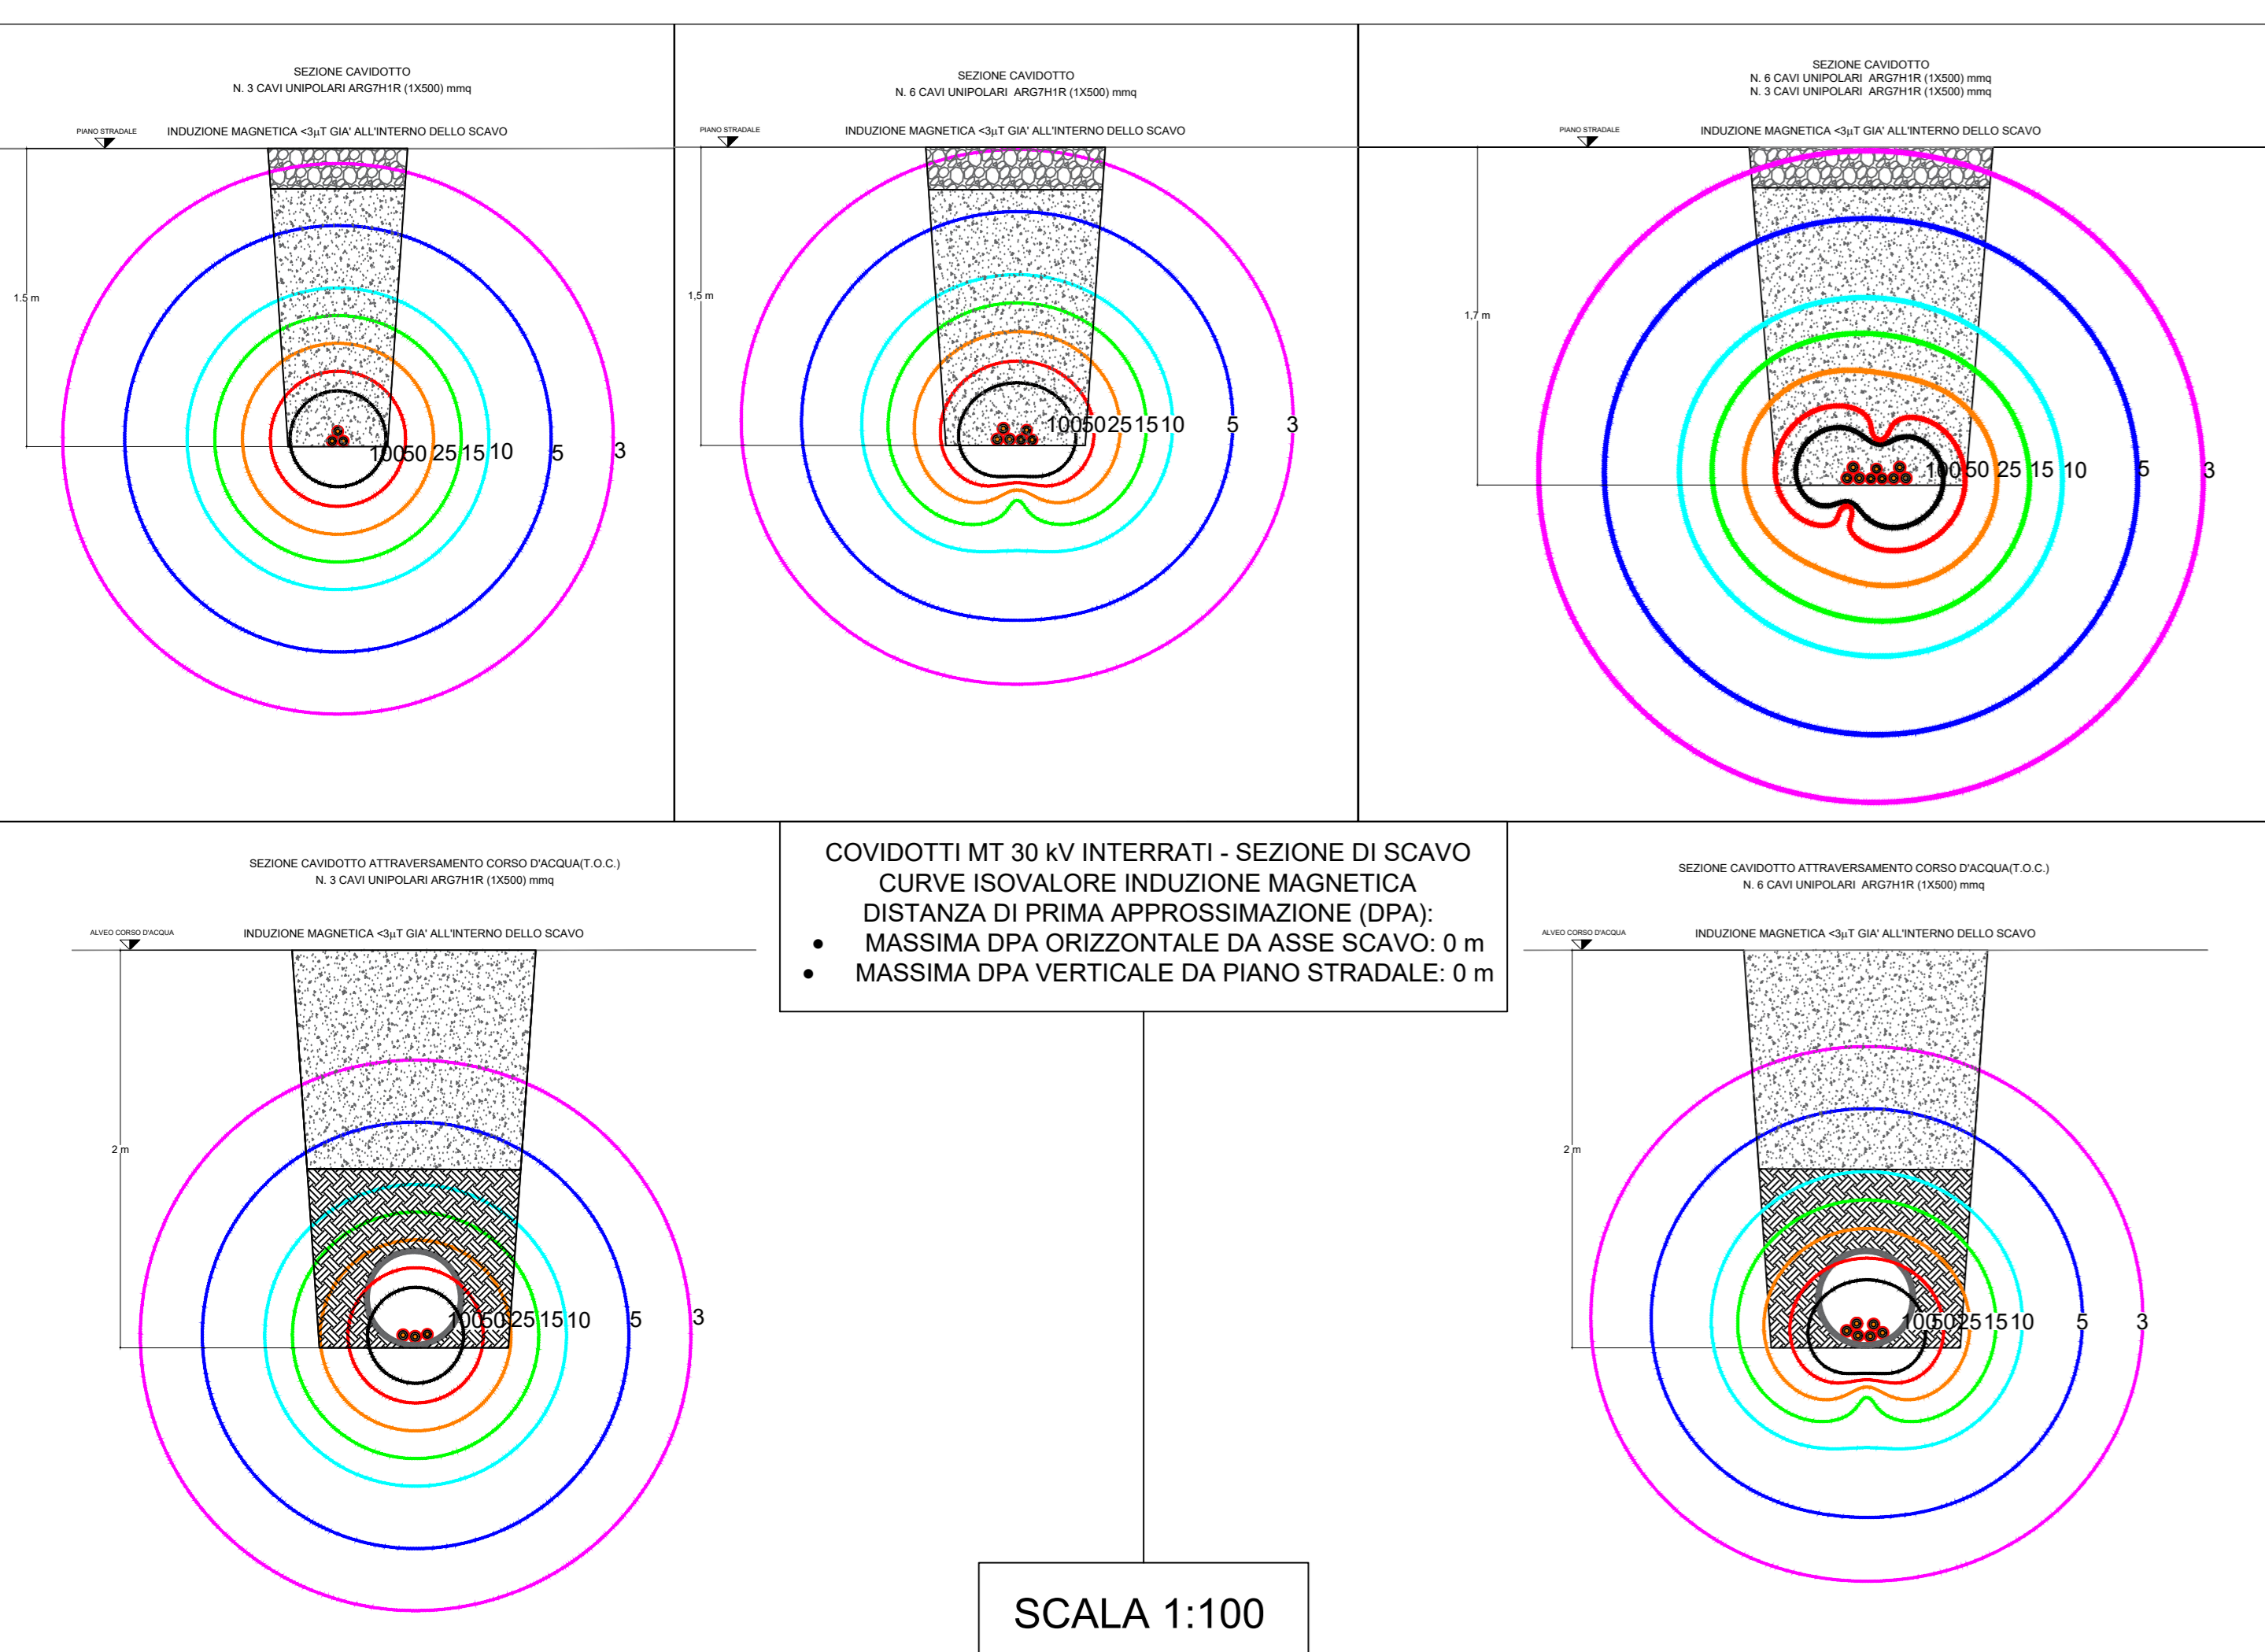 SEZIONE CAVIDOTTO
N. 3 CAVI UNIPOLARI ARG7H1R (1X500) mmq
PIANO STRADALE
INDUZIONE MAGNETICA <3µT GIA' ALL'INTERNO DELLO SCAVO
1.5 m
100 50 25 15 10 5 3
SEZIONE CAVIDOTTO
N. 6 CAVI UNIPOLARI ARG7H1R (1X500) mmq
PIANO STRADALE
INDUZIONE MAGNETICA <3µT GIA' ALL'INTERNO DELLO SCAVO
1,5 m
100 50 25 15 10 5 3
SEZIONE CAVIDOTTO
N. 6 CAVI UNIPOLARI ARG7H1R (1X500) mmq
N. 3 CAVI UNIPOLARI ARG7H1R (1X500) mmq
PIANO STRADALE
INDUZIONE MAGNETICA <3µT GIA' ALL'INTERNO DELLO SCAVO
1,7 m
100 50 25 15 10 5 3
SEZIONE CAVIDOTTO ATTRAVERSAMENTO CORSO D'ACQUA(T.O.C.)
N. 3 CAVI UNIPOLARI ARG7H1R (1X500) mmq
ALVEO CORSO D'ACQUA
INDUZIONE MAGNETICA <3µT GIA' ALL'INTERNO DELLO SCAVO
2 m
100 50 25 15 10 5 3
COVIDOTTI MT 30 kV INTERRATI - SEZIONE DI SCAVO
CURVE ISOVALORE INDUZIONE MAGNETICA
DISTANZA DI PRIMA APPROSSIMAZIONE (DPA):
• MASSIMA DPA ORIZZONTALE DA ASSE SCAVO: 0 m
• MASSIMA DPA VERTICALE DA PIANO STRADALE: 0 m
SEZIONE CAVIDOTTO ATTRAVERSAMENTO CORSO D'ACQUA(T.O.C.)
N. 6 CAVI UNIPOLARI ARG7H1R (1X500) mmq
ALVEO CORSO D'ACQUA
INDUZIONE MAGNETICA <3µT GIA' ALL'INTERNO DELLO SCAVO
2 m
100 50 25 15 10 5 3
SCALA 1:100